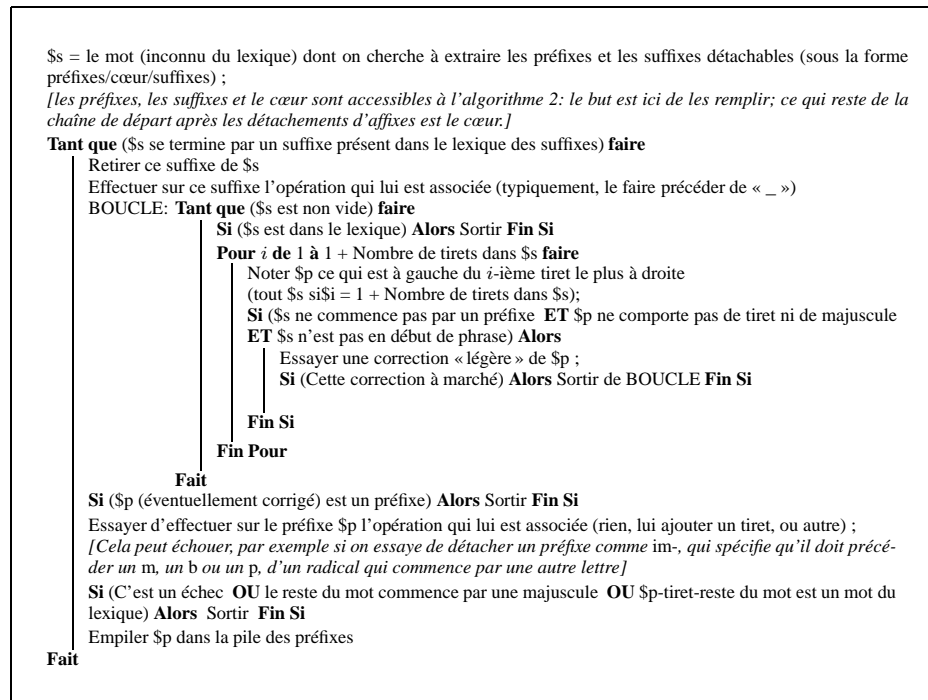 $s = le mot (inconnu du lexique) dont on cherche à extraire les préfixes et les suffixes détachables (sous la forme
préfixes/cœur/suffixes) ;
[les préfixes, les suffixes et le cœur sont accessibles à l'algorithme 2: le but est ici de les remplir; ce qui reste de la
chaîne de départ après les détachements d'affixes est le cœur.]
Tant que ($s se termine par un suffixe présent dans le lexique des suffixes) faire
Retirer ce suffixe de $s
Effectuer sur ce suffixe l'opération qui lui est associée (typiquement, le faire précéder de « _ »)
BOUCLE: Tant que ($s est non vide) faire
Si ($s est dans le lexique) Alors Sortir Fin Si
Pour i de 1 à 1 + Nombre de tirets dans $s faire
Noter $p ce qui est à gauche du i-ième tiret le plus à droite
(tout $s si$i = 1 + Nombre de tirets dans $s);
Si ($s ne commence pas par un préfixe ET $p ne comporte pas de tiret ni de majuscule
ET $s n'est pas en début de phrase) Alors
Essayer une correction « légère » de $p ;
Si (Cette correction à marché) Alors Sortir de BOUCLE Fin Si
Fin Si
Fin Pour
Fait
Si ($p (éventuellement corrigé) est un préfixe) Alors Sortir Fin Si
Essayer d'effectuer sur le préfixe $p l'opération qui lui est associée (rien, lui ajouter un tiret, ou autre) ;
[Cela peut échouer, par exemple si on essaye de détacher un préfixe comme im-, qui spécifie qu'il doit précé-
der un m, un b ou un p, d'un radical qui commence par une autre lettre]
Si (C'est un échec OU le reste du mot commence par une majuscule OU $p-tiret-reste du mot est un mot du
lexique) Alors Sortir Fin Si
Empiler $p dans la pile des préfixes
Fait